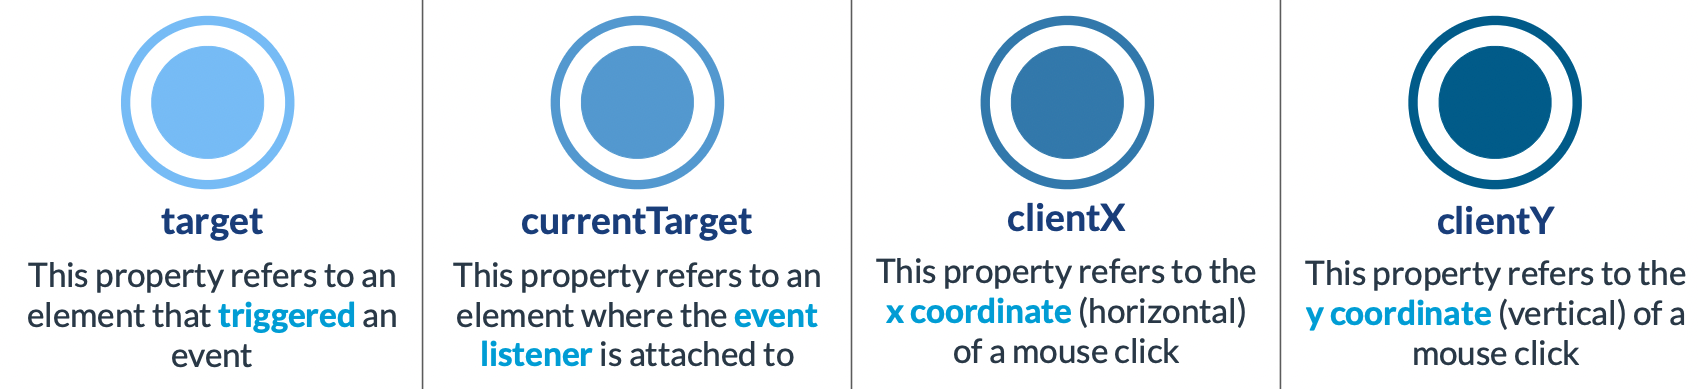 target
This property refers to an
element that triggered an
event
currentTarget
This property refers to an
element where the event
listener is attached to
clientX
This property refers to the
x coordinate (horizontal)
of a mouse click
clientY
This property refers to the
y coordinate (vertical) of a
mouse click